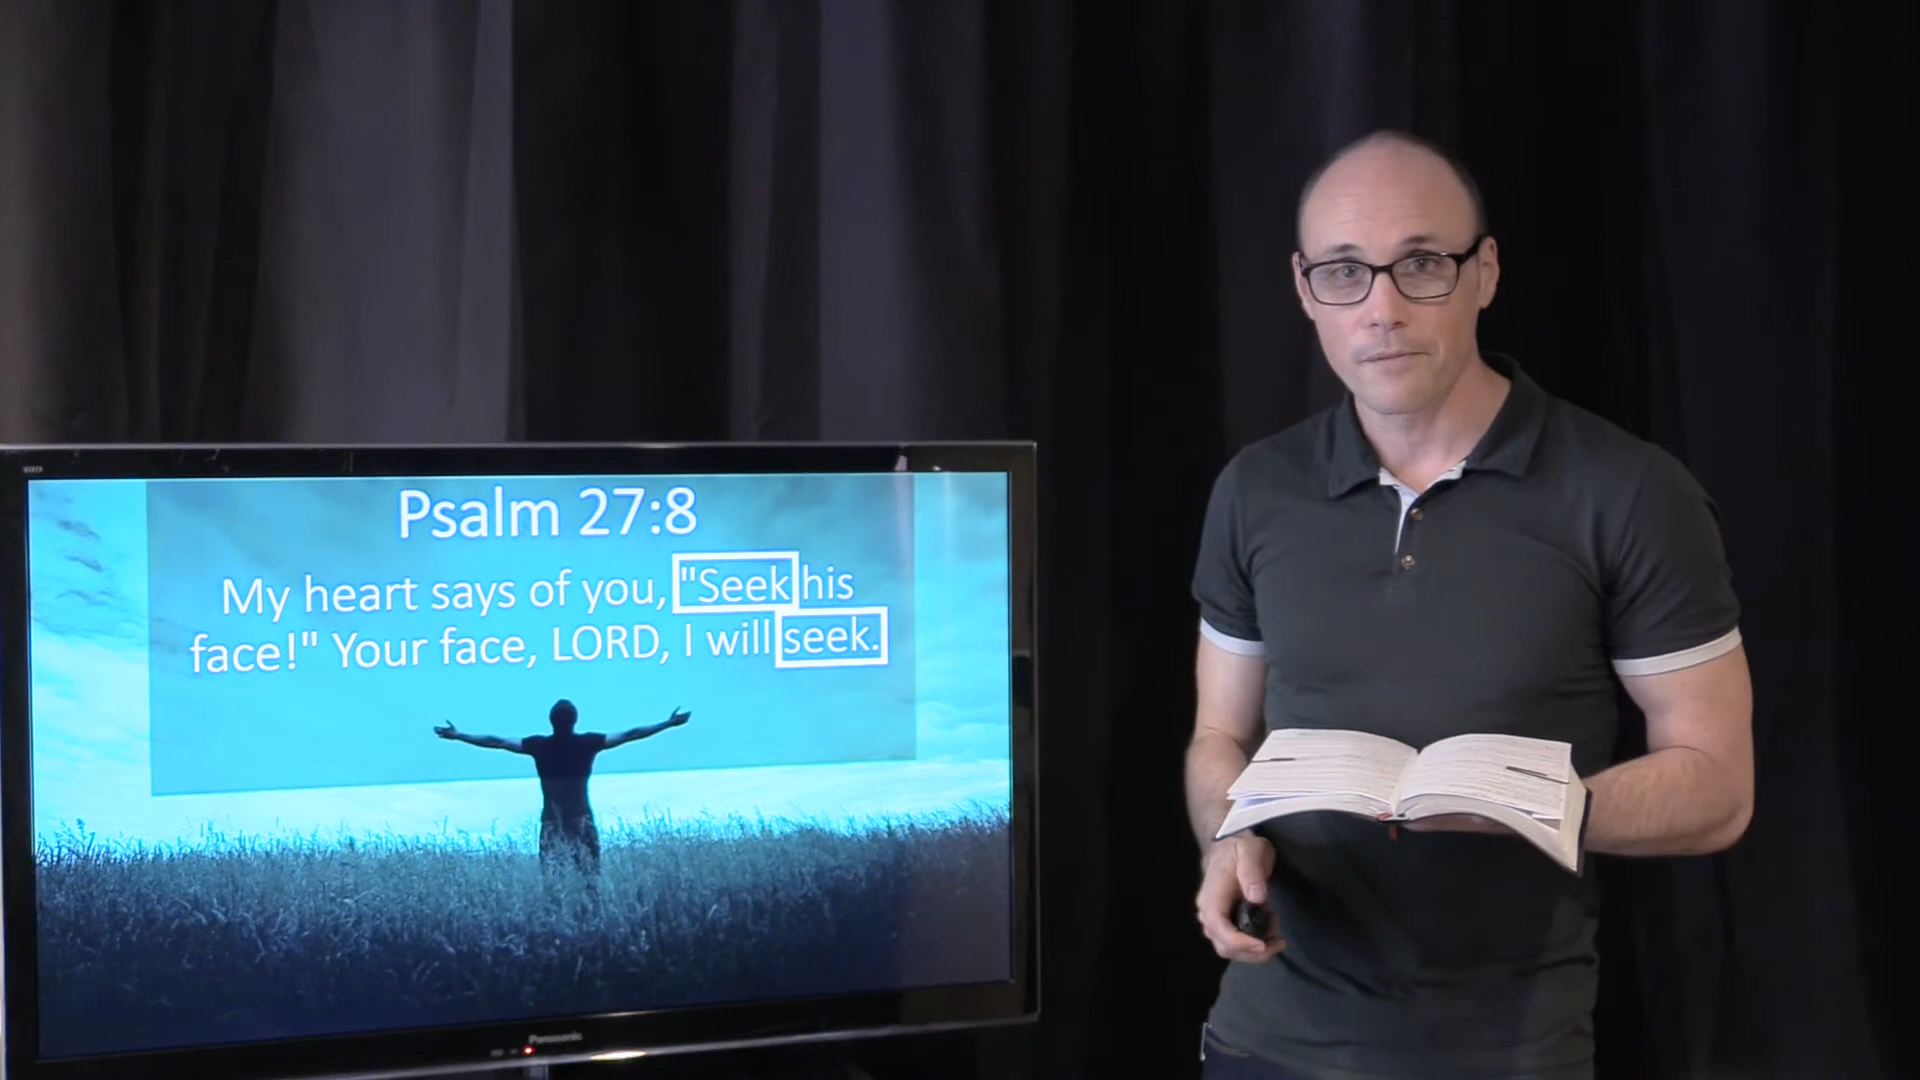 Psalm 27:8
My heart says of you, "Seek his
face!" Your face, LORD, I will seek.
Panasonic